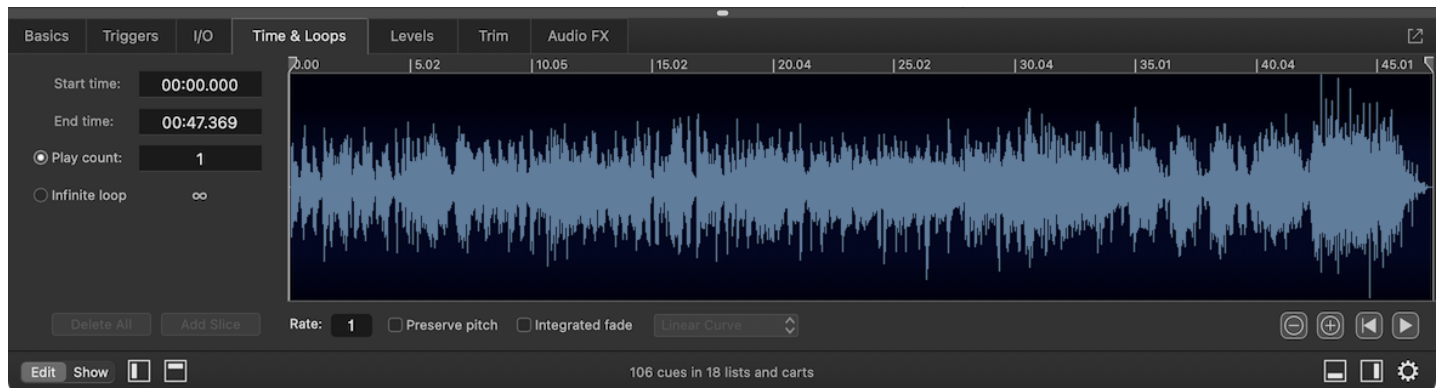 Basics Triggers I/O Time & Loops Levels Trim Audio FX
0.00 5.02 10.05 15.02 20.04 25.02 30.04 35.01 40.04 45.01
Start time: 00:00.000
End time: 00:47.369
Play count: 1
Infinite loop ∞
Delete All Add Slice Rate: 1 Preserve pitch Integrated fade Linear Curve
Edit Show 106 cues in 18 lists and carts